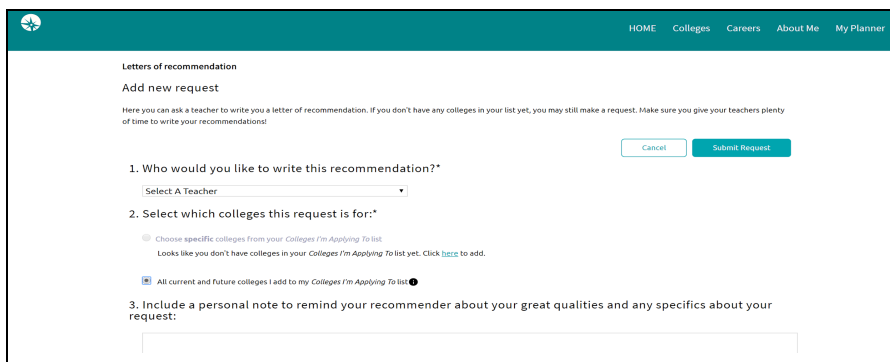 HOME Colleges Careers About Me My Planner
Letters of recommendation
Add new request
Here you can ask a teacher to write you a letter of recommendation. If you don't have any colleges in your list yet, you may still make a request. Make sure you give your teachers plenty
of time to write your recommendations!
Cancel Submit Request
1. Who would you like to write this recommendation?*
Select A Teacher
2. Select which colleges this request is for:*
Choose specific colleges from your Colleges I'm Applying To list
Looks like you don't have colleges in your Colleges I'm Applying To list yet. Click here to add.
All current and future colleges I add to my Colleges I'm Applying To list
3. Include a personal note to remind your recommender about your great qualities and any specifics about your
request: